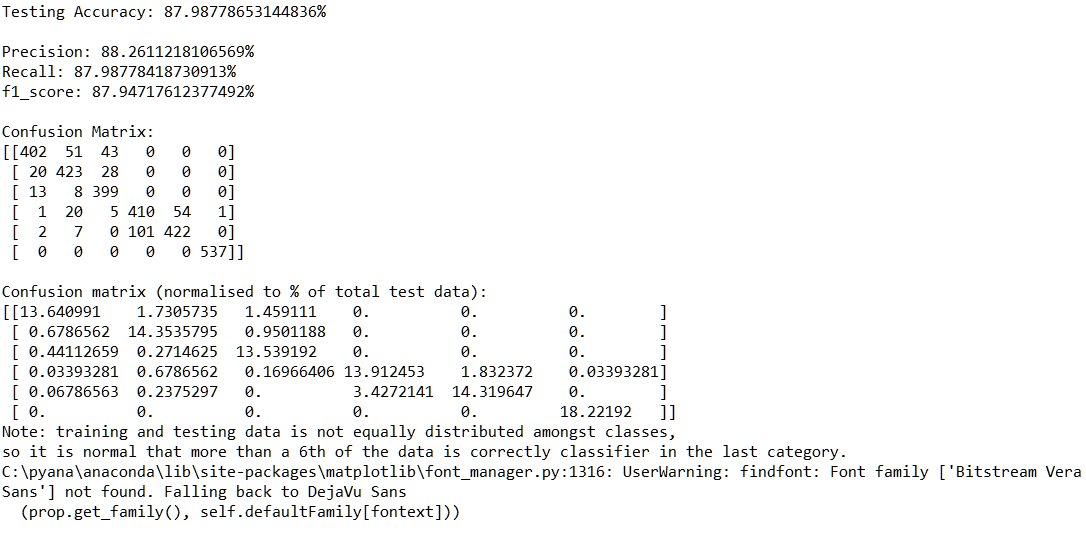 Testing Accuracy: 87.98778653144836%
Precision: 88.2611218106569%
Recall: 87.98778418730913%
f1_score: 87.94717612377492%
Confusion Matrix:
[[402  51  43   0   0   0]
 [ 20 423  28   0   0   0]
 [ 13   8 399   0   0   0]
 [  1  20   5 410  54   1]
 [  2   7   0 101 422   0]
 [  0   0   0   0   0 537]]
Confusion matrix (normalised to % of total test data):
[[13.640991    1.7305735   1.459111    0.          0.          0.        ]
 [ 0.6786562  14.3535795   0.9501188   0.          0.          0.        ]
 [ 0.44112659  0.2714625  13.539192    0.          0.          0.        ]
 [ 0.03393281  0.6786562   0.16966406 13.912453    1.832372    0.03393281]
 [ 0.06786563  0.2375297   0.          3.4272141  14.319647    0.        ]
 [ 0.          0.          0.          0.          0.         18.22192   ]]
Note: training and testing data is not equally distributed amongst classes,
so it is normal that more than a 6th of the data is correctly classifier in the last category.
C:\pyana\anaconda\lib\site-packages\matplotlib\font_manager.py:1316: UserWarning: findfont: Font family ['Bitstream Vera
Sans'] not found. Falling back to DejaVu Sans
  (prop.get_family(), self.defaultFamily[fontext]))